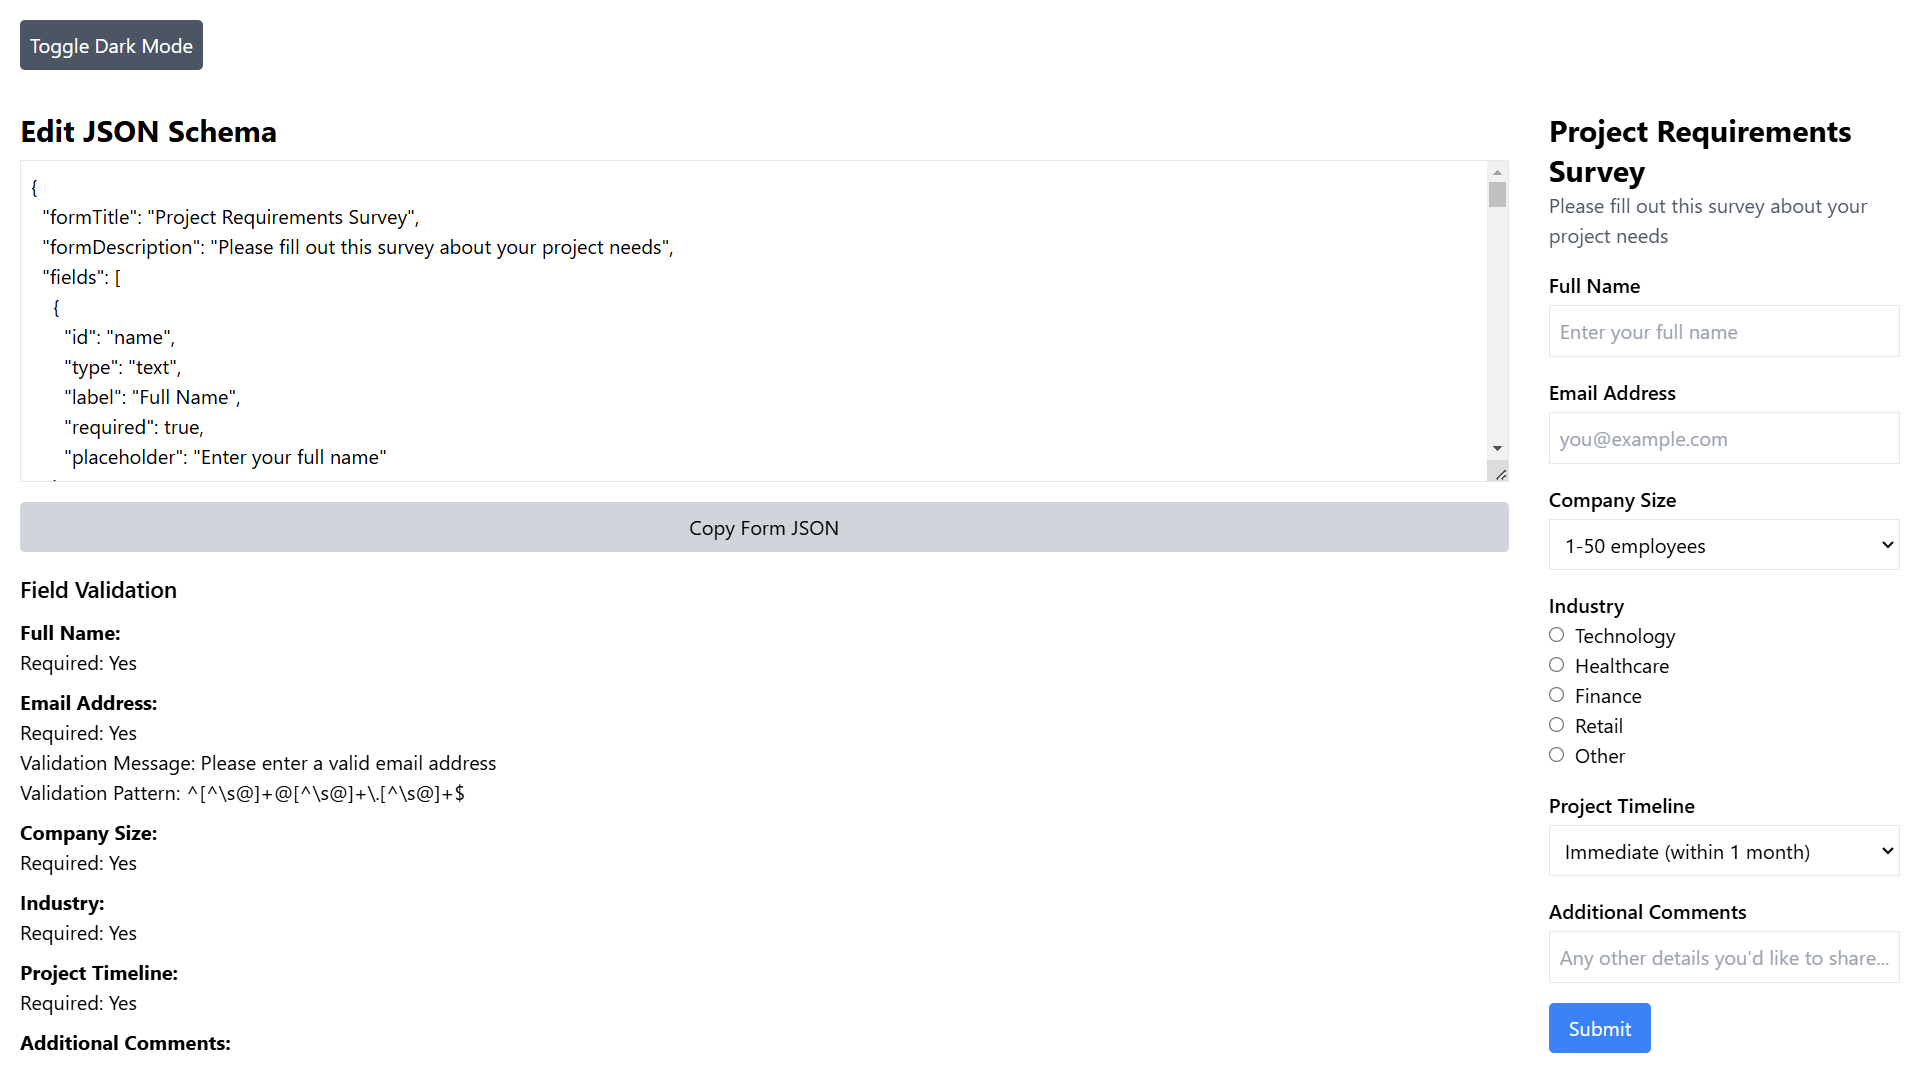 Toggle Dark Mode
Edit JSON Schema
{
"formTitle": "Project Requirements Survey",
"formDescription": "Please fill out this survey about your project needs",
"fields": [
{
"id": "name",
"type": "text",
"label": "Full Name",
"required": true,
"placeholder": "Enter your full name"
Copy Form JSON
Field Validation
Full Name:
Required: Yes
Email Address:
Required: Yes
Validation Message: Please enter a valid email address
Validation Pattern: ^[^\s@]+@[^\s@]+\.[^\s@]+$
Company Size:
Required: Yes
Industry:
Required: Yes
Project Timeline:
Required: Yes
Additional Comments:
Project Requirements
Survey
Please fill out this survey about your
project needs
Full Name
Enter your full name
Email Address
you@example.com
Company Size
1-50 employees
Industry
Technology
Healthcare
Finance
Retail
Other
Project Timeline
Immediate (within 1 month)
Additional Comments
Any other details you'd like to share...
Submit